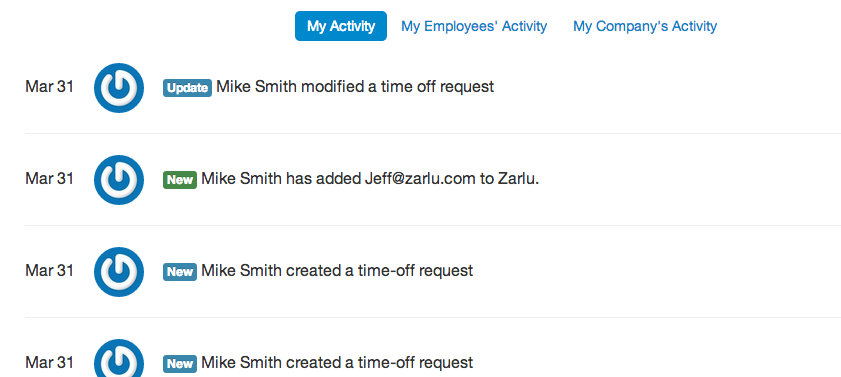 My Activity My Employees' Activity My Company's Activity
Mar 31 Update Mike Smith modified a time off request
Mar 31 New Mike Smith has added Jeff@zarlu.com to Zarlu.
Mar 31 New Mike Smith created a time-off request
Mar 31 New Mike Smith created a time-off request